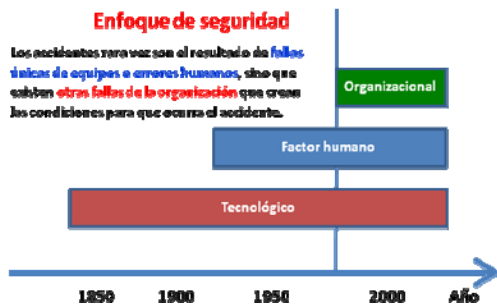 Enfoque de seguridad
Los accidentes rara vez son el resultado de fallas
únicas de equipos o errores humanos, sino que
existen otras fallas de la organización que crean
las condiciones para que ocurra el accidente.
Organizacional
Factor humano
Tecnológico
1850 1900 1950 2000 Año